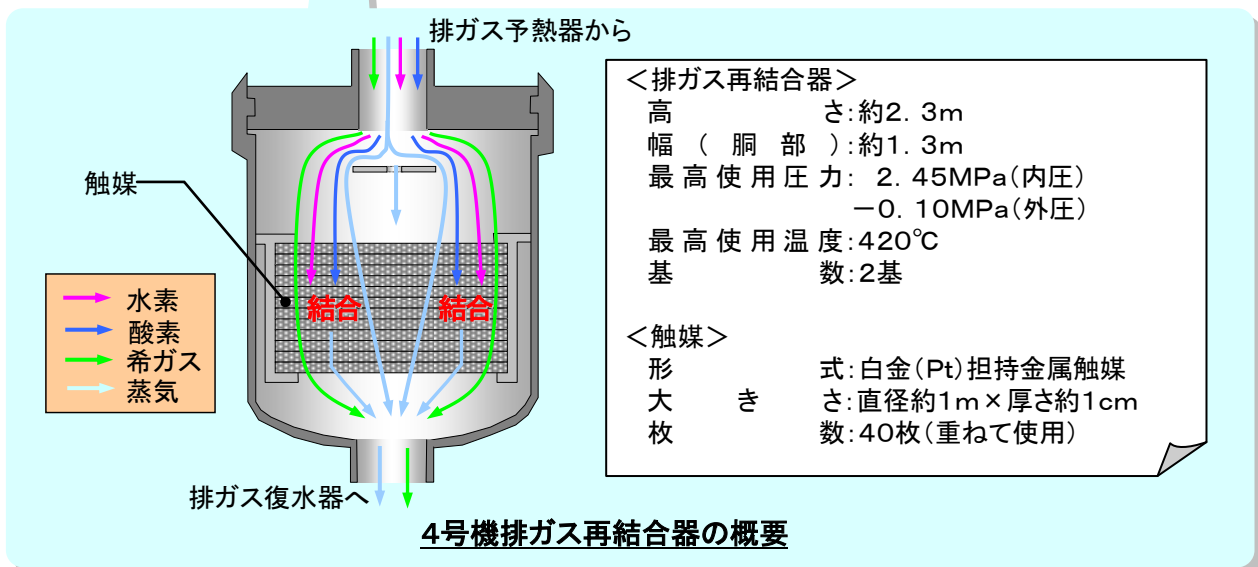 排ガス予熱器から
触媒
結合 結合
水素
酸素
希ガス
蒸気
排ガス復水器へ
＜排ガス再結合器＞
高さ：約2．3m
幅（胴部）：約1．3m
最高使用圧力： 2．45MPa（内圧）
－0．10MPa（外圧）
最高使用温度：420℃
基数：2基
＜触媒＞
形式：白金（Pt）担持金属触媒
大きさ：直径約1m×厚さ約1cm
枚数：40枚（重ねて使用）
4号機排ガス再結合器の概要